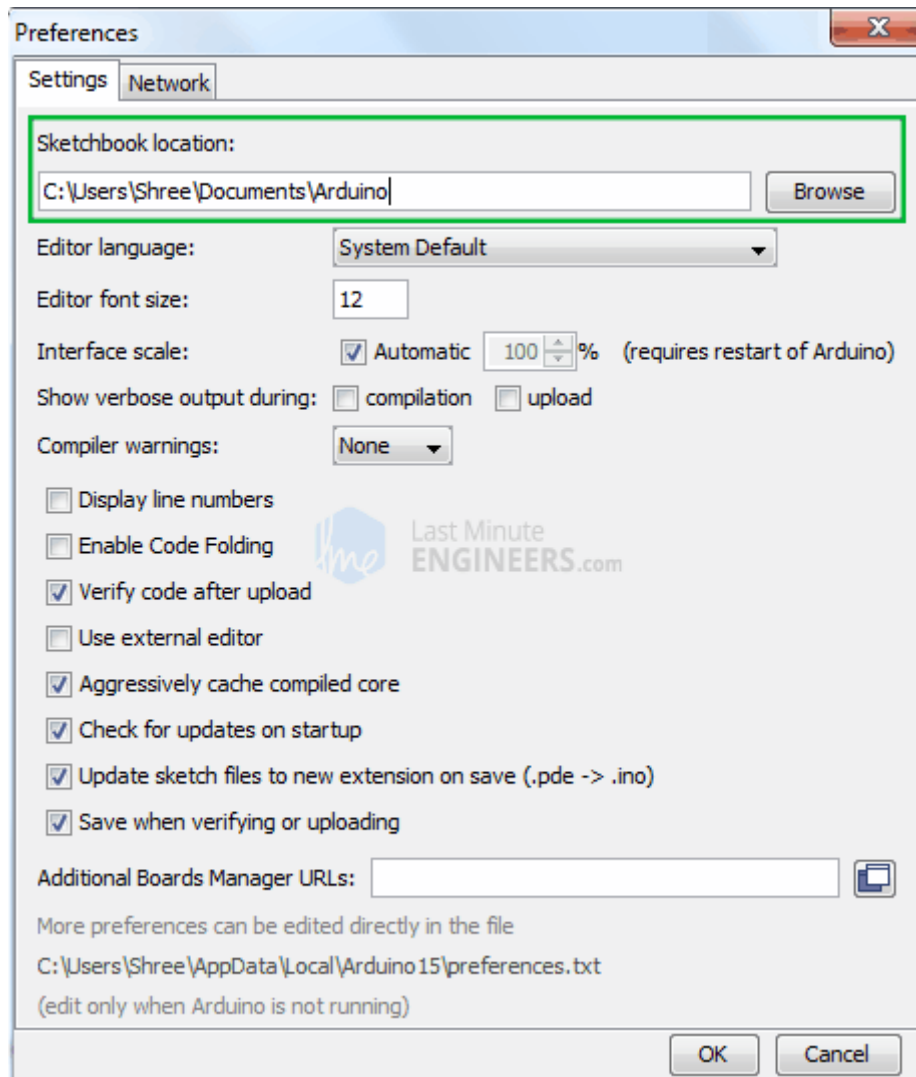 Preferences
Settings Network
Sketchbook location:
C:\Users\Shree\Documents\Arduino Browse
Editor language: System Default
Editor font size: 12
Interface scale: Automatic 100 % (requires restart of Arduino)
Show verbose output during: compilation upload
Compiler warnings: None
Display line numbers
Enable Code Folding
lme Last Minute
ENGINEERS.com
Verify code after upload
Use external editor
Aggressively cache compiled core
Check for updates on startup
Update sketch files to new extension on save (.pde -> .ino)
Save when verifying or uploading
Additional Boards Manager URLs:
More preferences can be edited directly in the file
C:\Users\Shree\AppData\Local\Arduino15\preferences.txt
(edit only when Arduino is not running)
OK Cancel